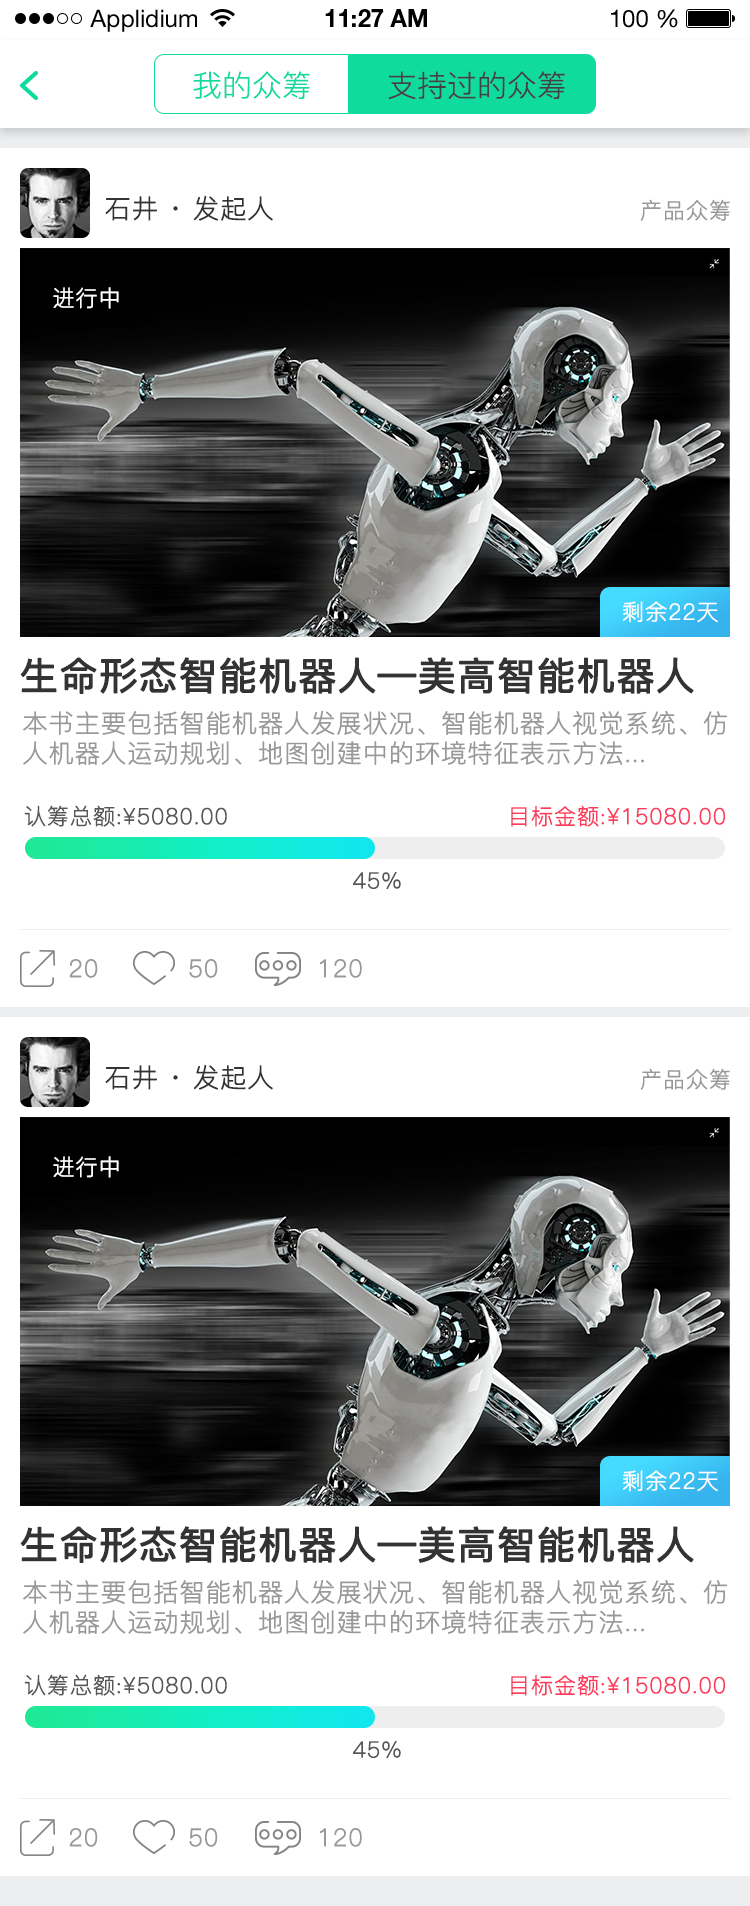 Applidium 11:27 AM 100 %
我的众筹 支持过的众筹
石井 · 发起人 产品众筹
进行中
剩余22天
生命形态智能机器人—美高智能机器人
本书主要包括智能机器人发展状况、智能机器人视觉系统、仿
人机器人运动规划、地图创建中的环境特征表示方法...
认筹总额:¥5080.00 目标金额:¥15080.00
45%
20 50 120
石井 · 发起人 产品众筹
进行中
剩余22天
生命形态智能机器人—美高智能机器人
本书主要包括智能机器人发展状况、智能机器人视觉系统、仿
人机器人运动规划、地图创建中的环境特征表示方法...
认筹总额:¥5080.00 目标金额:¥15080.00
45%
20 50 120